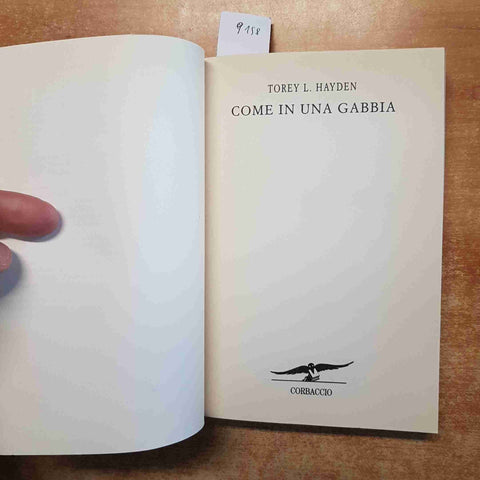 9158
TOREY L. HAYDEN
COME IN UNA GABBIA
CORBACCIO